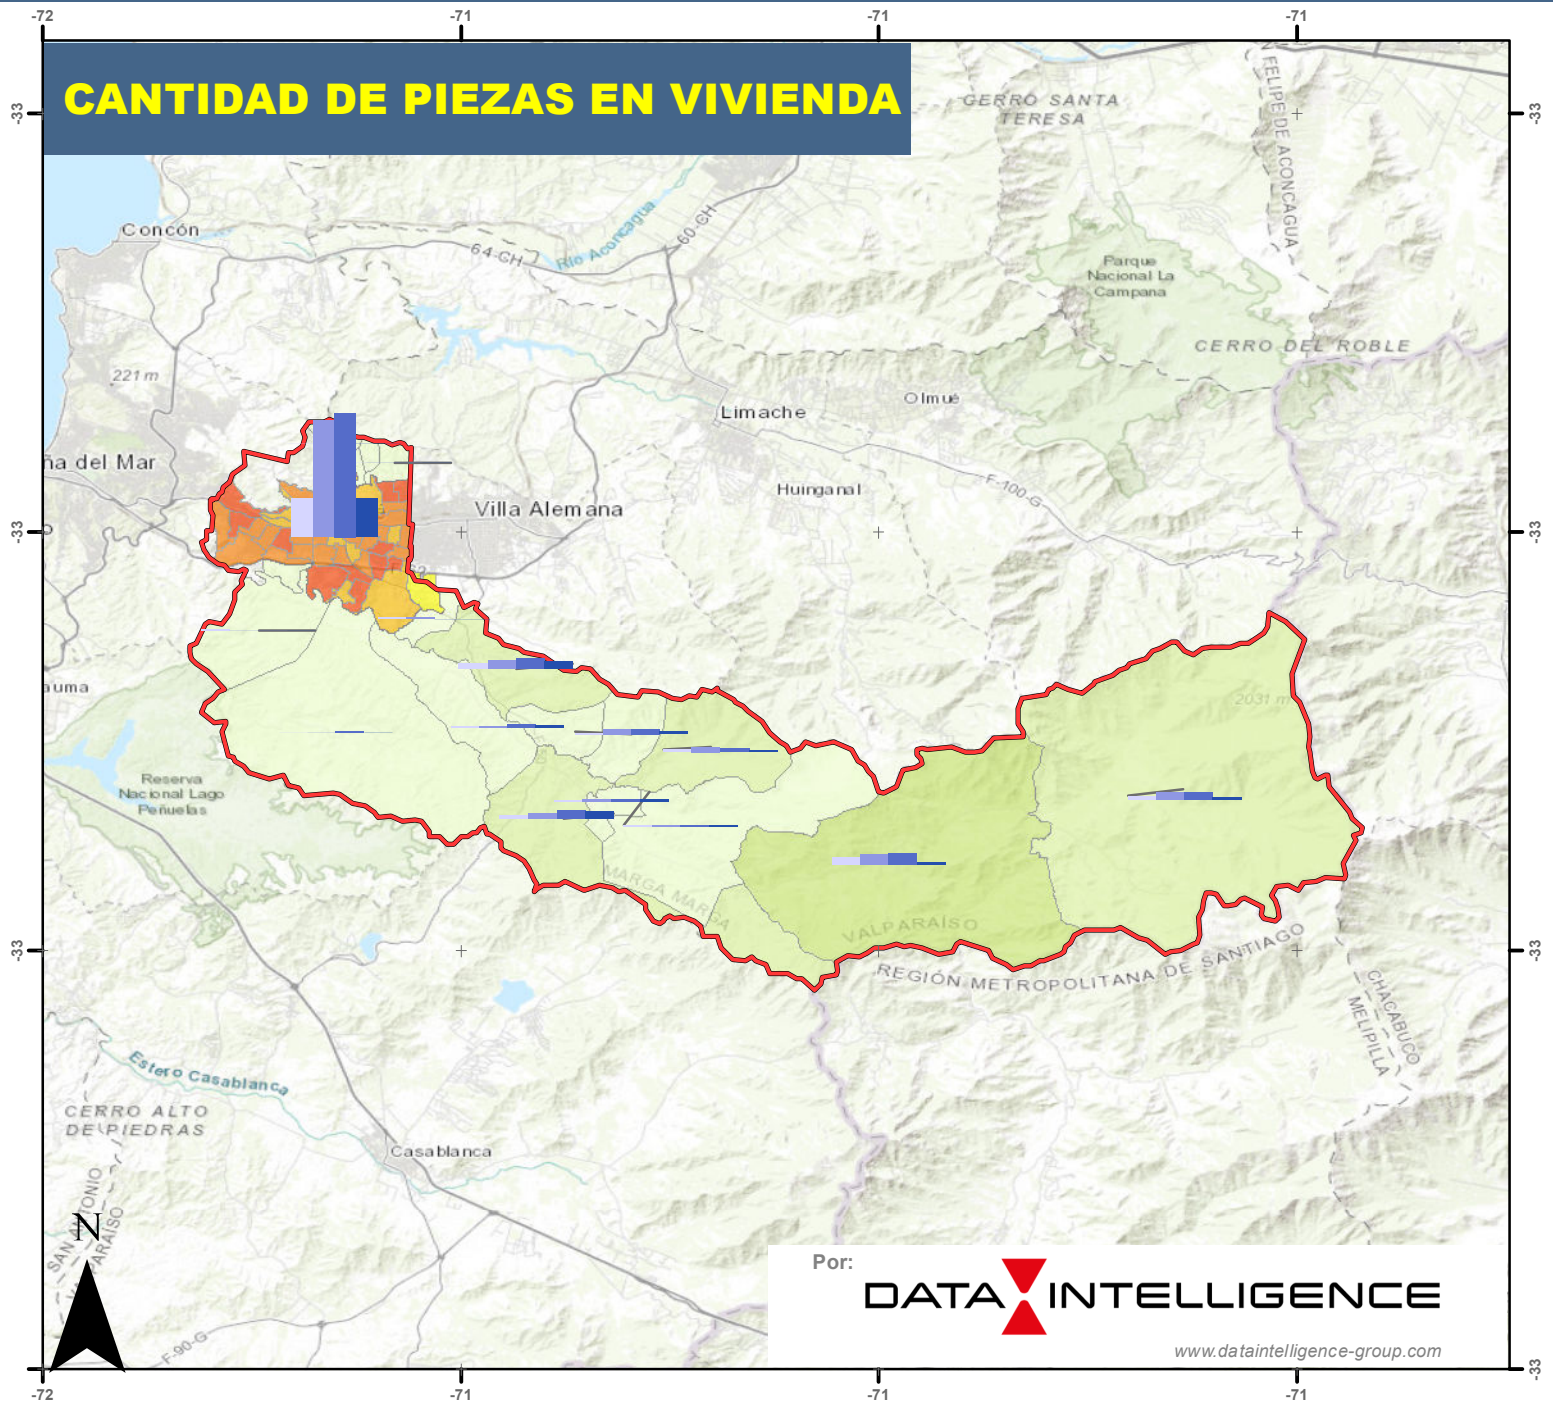 -72
-71
-71
-71
CANTIDAD DE PIEZAS EN VIVIENDA
CERRO SANTA
TERESA
FELIPE DE ACONCAGUA
-33
-33
Concón
64-CH
Río Aconcagua
60-CH
Parque
Nacional La
Campana
CERRO DEL ROBLE
221 m
Limache
Olmué
ña del Mar
Huinganal
F-100-G
Villa Alemana
-33
-33
auma
2031 m
Reserva
Nacional Lago
Peñuelas
MARGA MARGA
VALPARAÍSO
REGIÓN METROPOLITANA DE SANTIAGO
-33
-33
CHACABUCO
MELIPILLA
Estero Casablanca
CERRO ALTO
DE PIEDRAS
Casablanca
SAN ANTONIO
VALPARAÍSO
N
F-90-G
Por:
DATA INTELLIGENCE
www.dataintelligence-group.com
-33
-72
-71
-71
-71